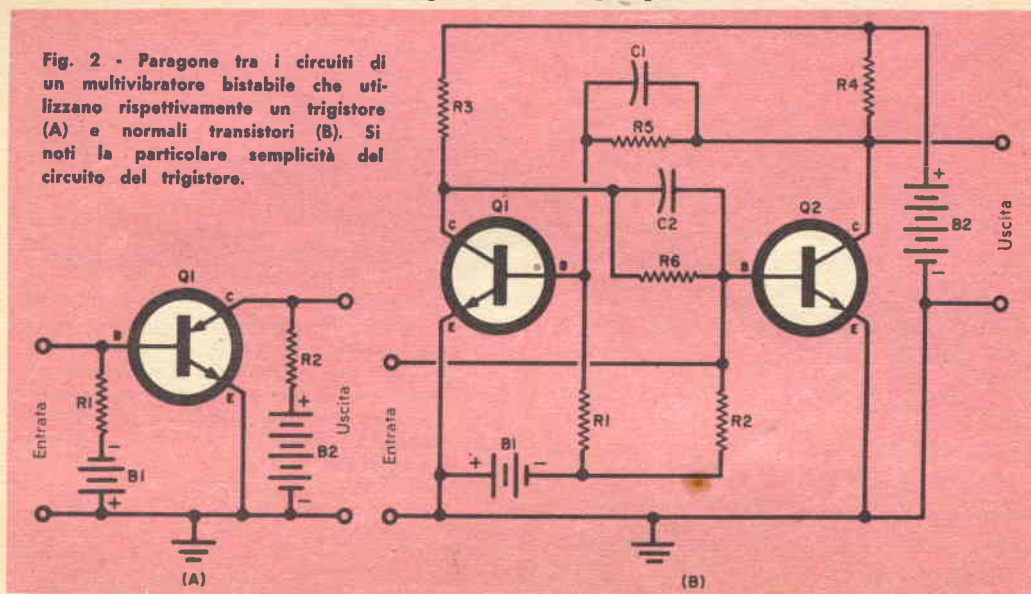 Fig. 2 - Paragone tra i circuiti di
un multivibratore bistabile che uti-
lizzano rispettivamente un trigistore
(A) e normali transistori (B). Si
noti la particolare semplicità del
circuito del trigistore.
Q1
C
B
E
R1
R2
Entrata
Uscita
-
B1
+
+
B2
-
(A)
C1
R3
R5
R4
C2
Q1
C
B
E
R6
Q2
B
C
E
+
B2
-
Uscita
Entrata
R1
R2
B1
+
-
(B)